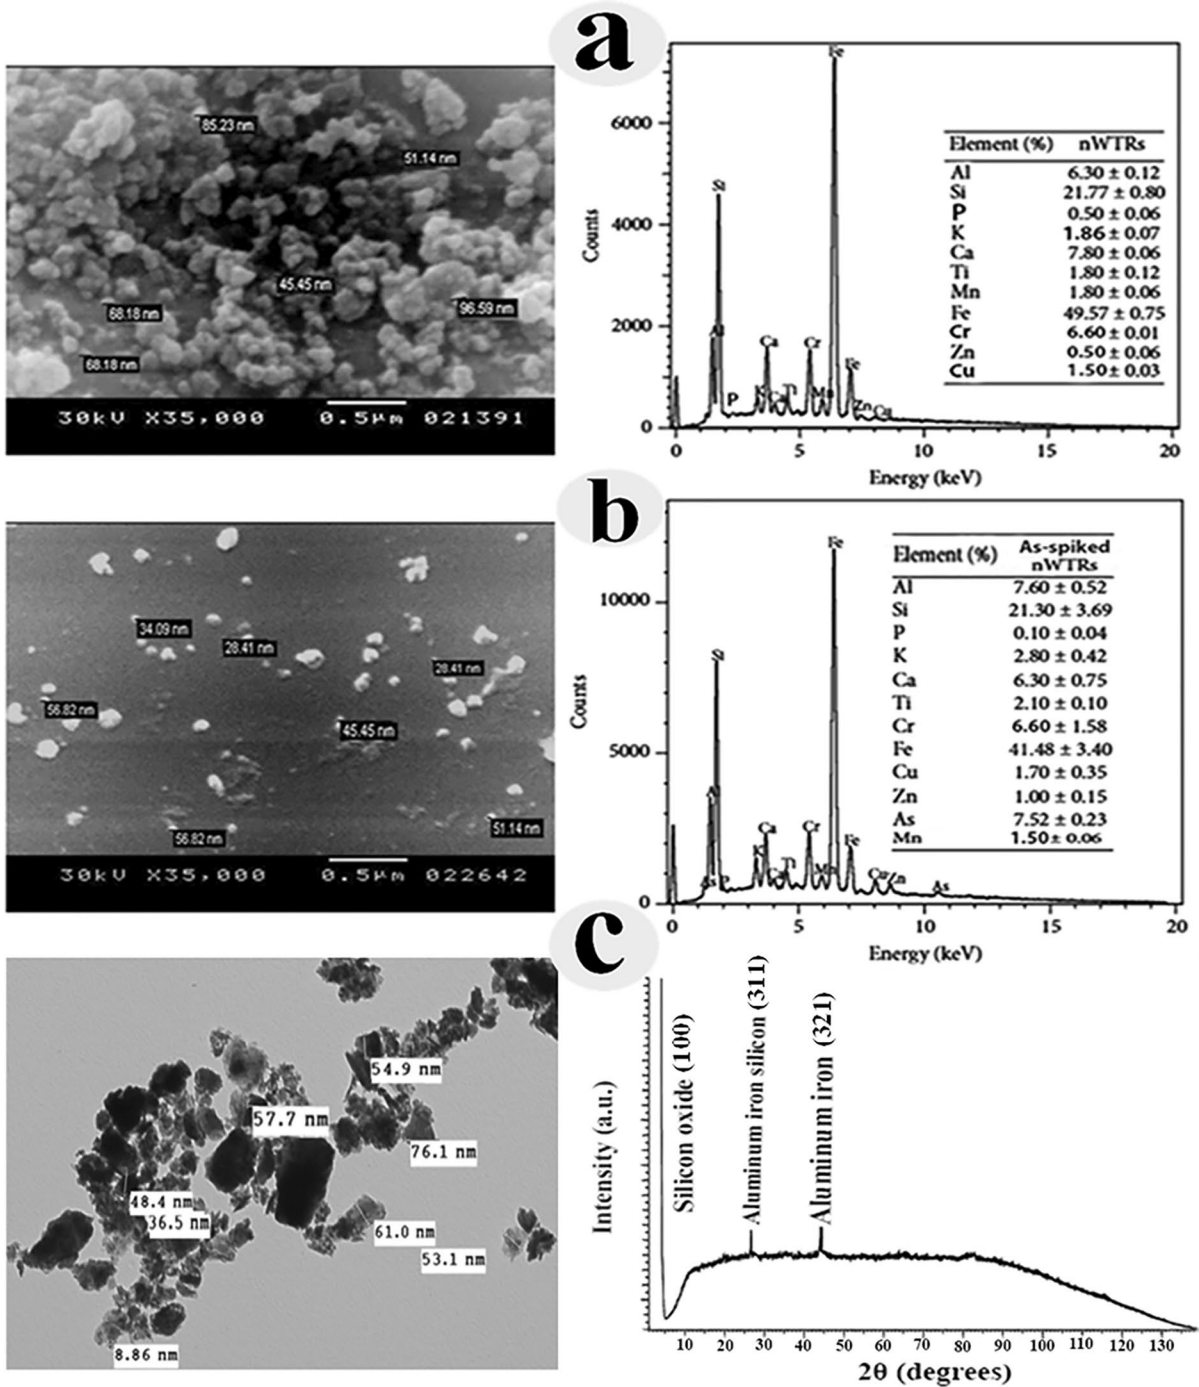 a
85.23 nm
51.14 nm
45.45 nm
68.18 nm
96.59 nm
68.18 nm
30kV X35,000 0.5µm 021391
Fe
Si
Al
P
K
Ca
Ca
Ti
Cr
Mn
Fe
Zn
Cu
Element (%) nWTRs
Al 6.30 ± 0.12
Si 21.77 ± 0.80
P 0.50 ± 0.06
K 1.86 ± 0.07
Ca 7.80 ± 0.06
Ti 1.80 ± 0.12
Mn 1.80 ± 0.06
Fe 49.57 ± 0.75
Cr 6.60 ± 0.01
Zn 0.50 ± 0.06
Cu 1.50 ± 0.03
Counts
6000
4000
2000
0
0 5 10 15 20
Energy (keV)
b
34.09 nm
28.41 nm
28.41 nm
56.82 nm
45.45 nm
56.82 nm
51.14 nm
30kV X35,000 0.5µm 022642
Fe
Si
Al
As
P
K
Ca
Ca
Ti
Cr
Mn
Fe
Cu
Zn
As
Element (%) As-spiked
nWTRs
Al 7.60 ± 0.52
Si 21.30 ± 3.69
P 0.10 ± 0.04
K 2.80 ± 0.42
Ca 6.30 ± 0.75
Ti 2.10 ± 0.10
Cr 6.60 ± 1.58
Fe 41.48 ± 3.40
Cu 1.70 ± 0.35
Zn 1.00 ± 0.15
As 7.52 ± 0.23
Mn 1.50 ± 0.06
Counts
10000
5000
0
0 5 10 15 20
Energy (keV)
c
54.9 nm
57.7 nm
76.1 nm
48.4 nm
36.5 nm
61.0 nm
53.1 nm
8.86 nm
Intensity (a.u.)
Silicon oxide (100)
Aluminum iron silicon (311)
Aluminum iron (321)
10 20 30 40 50 60 70 80 90 100 110 120 130
2θ (degrees)